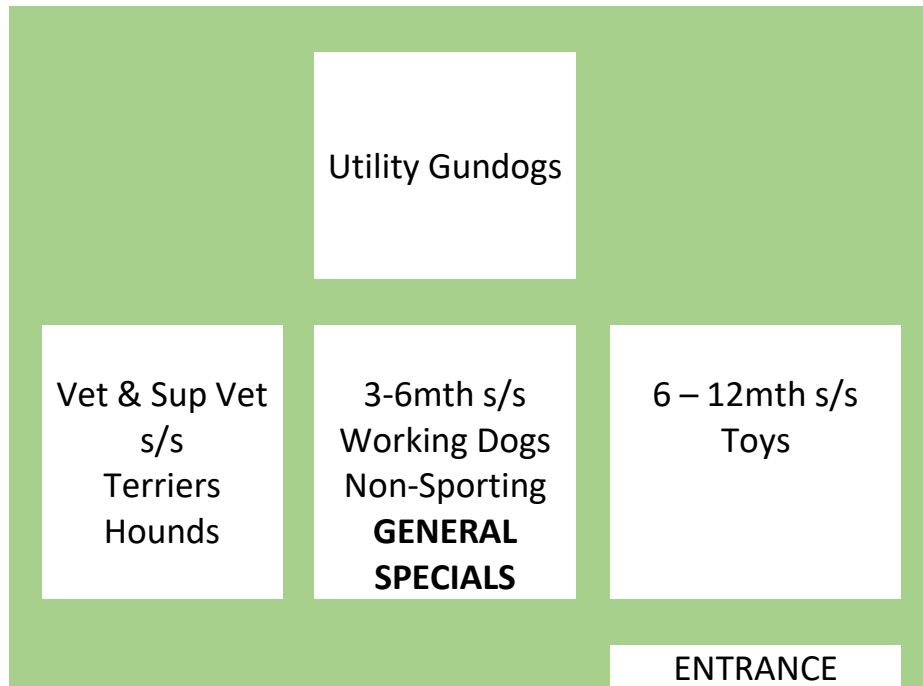 Utility Gundogs
Vet & Sup Vet
s/s
Terriers
Hounds
3-6mth s/s
Working Dogs
Non-Sporting
GENERAL
SPECIALS
6 – 12mth s/s
Toys
ENTRANCE